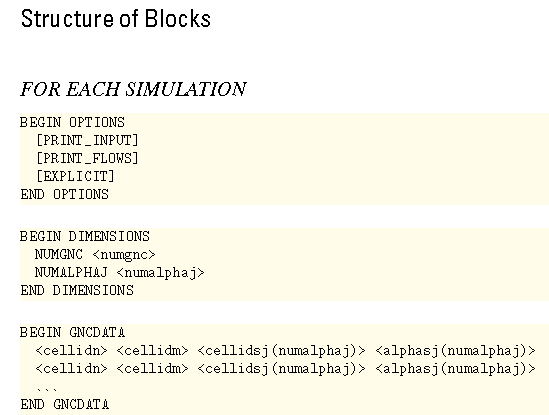 Structure of Blocks
FOR EACH SIMULATION
BEGIN OPTIONS
[PRINT_INPUT]
[PRINT_FLOWS]
[EXPLICIT]
END OPTIONS
BEGIN DIMENSIONS
NUMGNC <numgnc>
NUMALPHAJ <numalphaj>
END DIMENSIONS
BEGIN GNCDATA
<cellidn> <cellidm> <cellidsj(numalphaj)> <alphasj(numalphaj)>
<cellidn> <cellidm> <cellidsj(numalphaj)> <alphasj(numalphaj)>
...
END GNCDATA